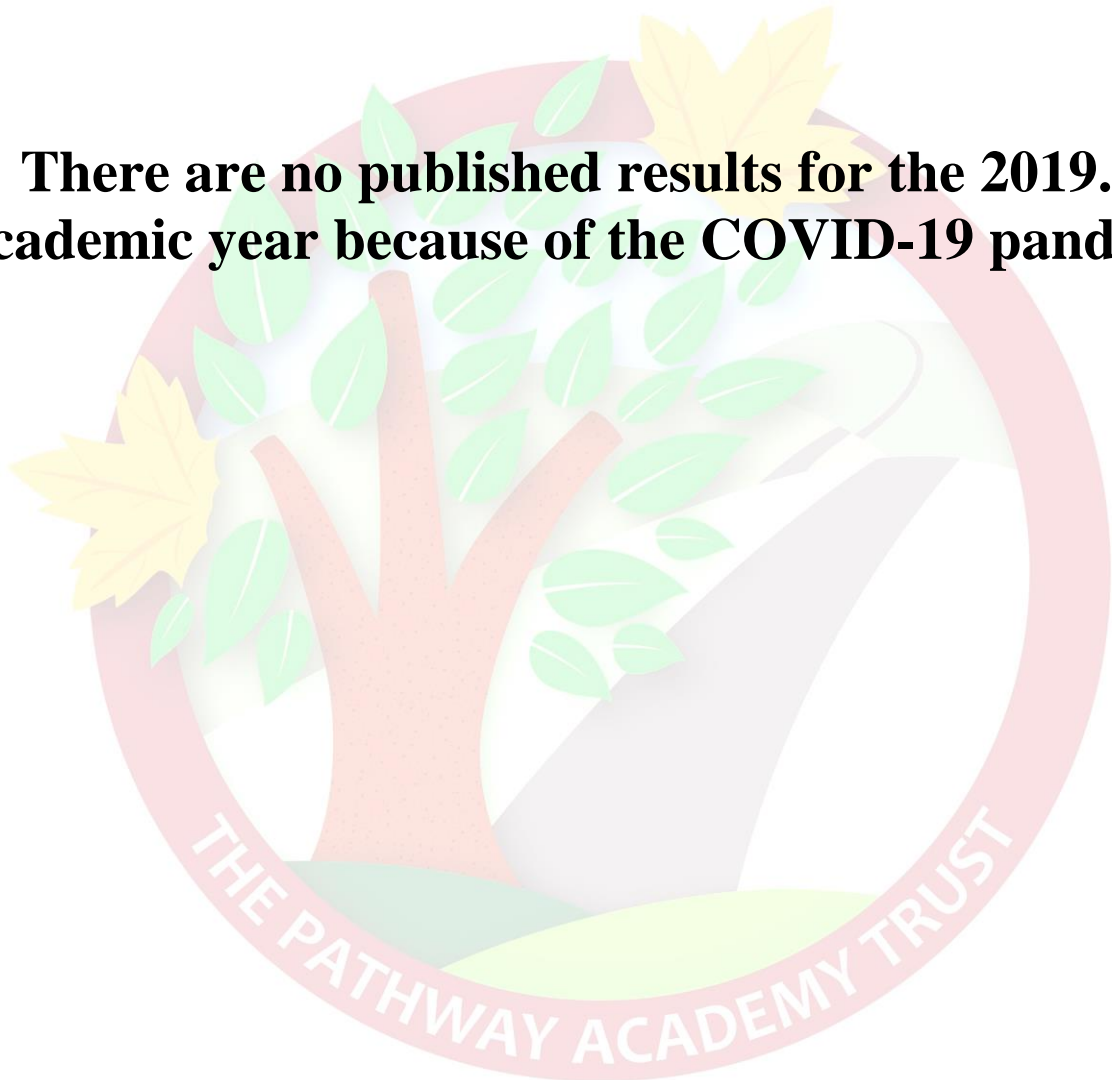 There are no published results for the 2019.
cademic year because of the COVID-19 pand
THE PATHWAY ACADEMY TRUST